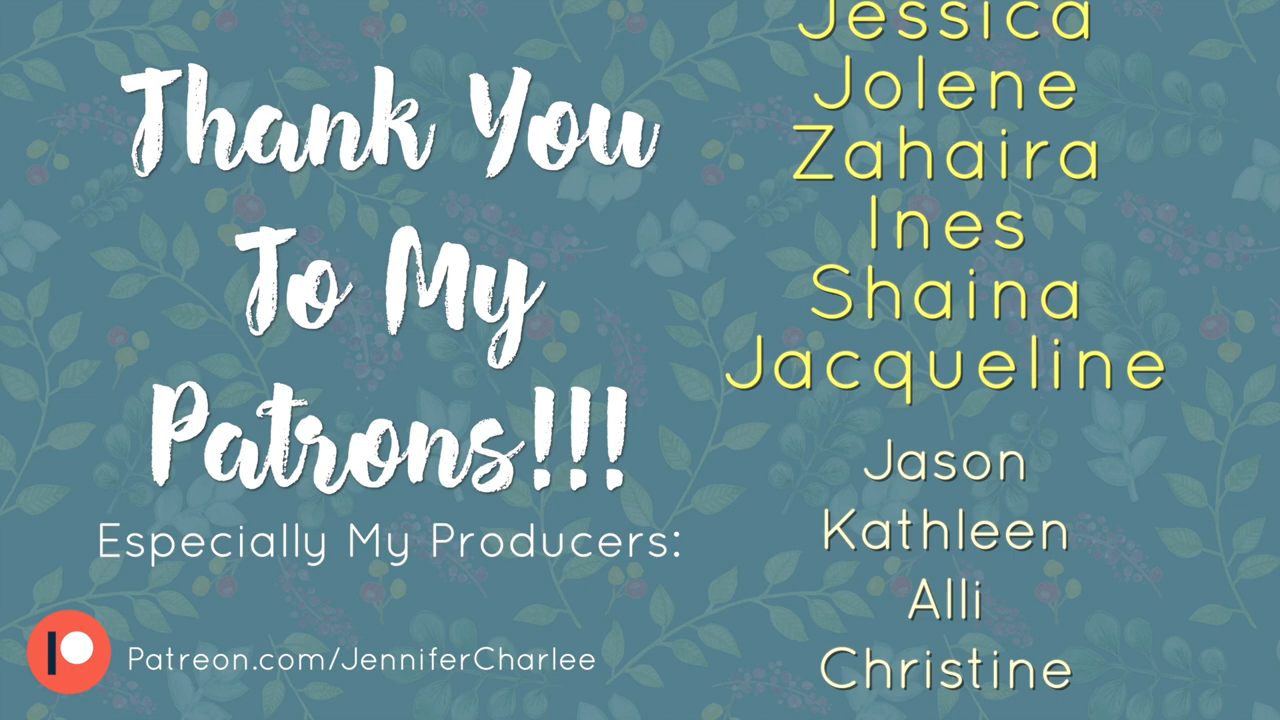 Thank You
To My
Patrons!!!
Especially My Producers:
Patreon.com/JenniferCharlee
Jessica
Jolene
Zahaira
Ines
Shaina
Jacqueline
Jason
Kathleen
Alli
Christine